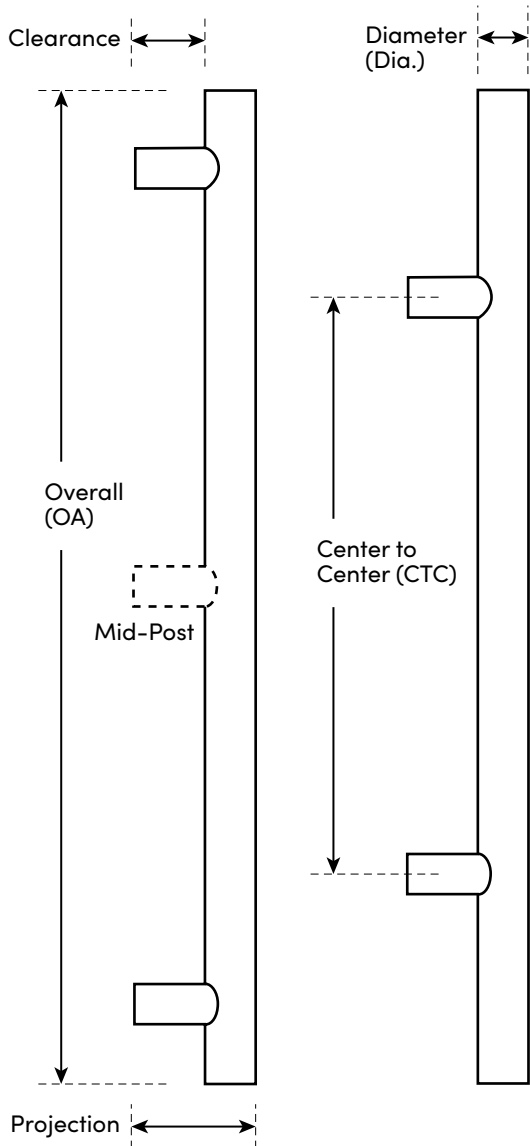 Clearance
Diameter
(Dia.)
Overall
(OA)
Center to
Center (CTC)
Mid-Post
Projection